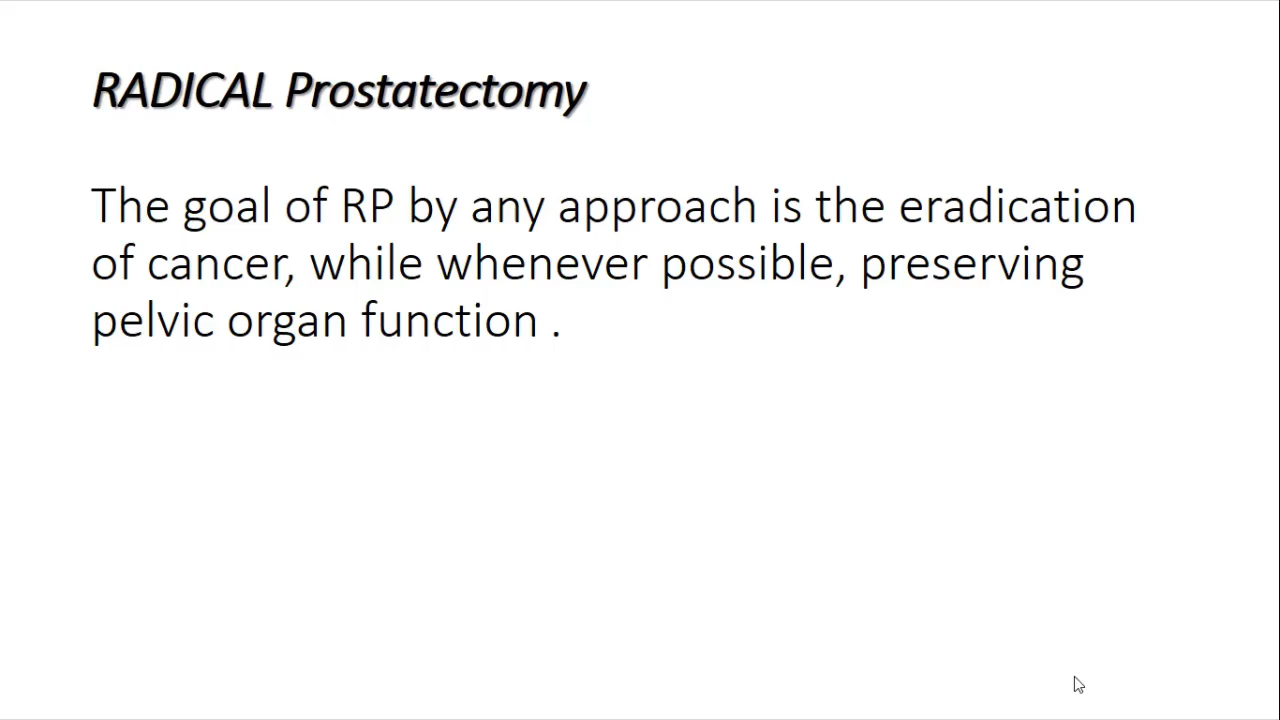 RADICAL Prostatectomy
The goal of RP by any approach is the eradication
of cancer, while whenever possible, preserving
pelvic organ function .